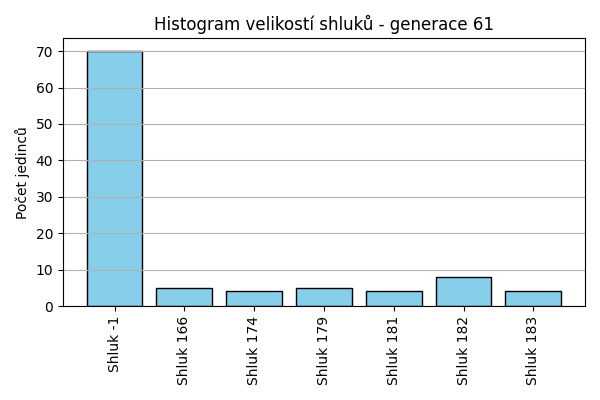 Histogram velikostí shluků - generace 61
Počet jedinců
70
60
50
40
30
20
10
0
Shluk -1
Shluk 166
Shluk 174
Shluk 179
Shluk 181
Shluk 182
Shluk 183